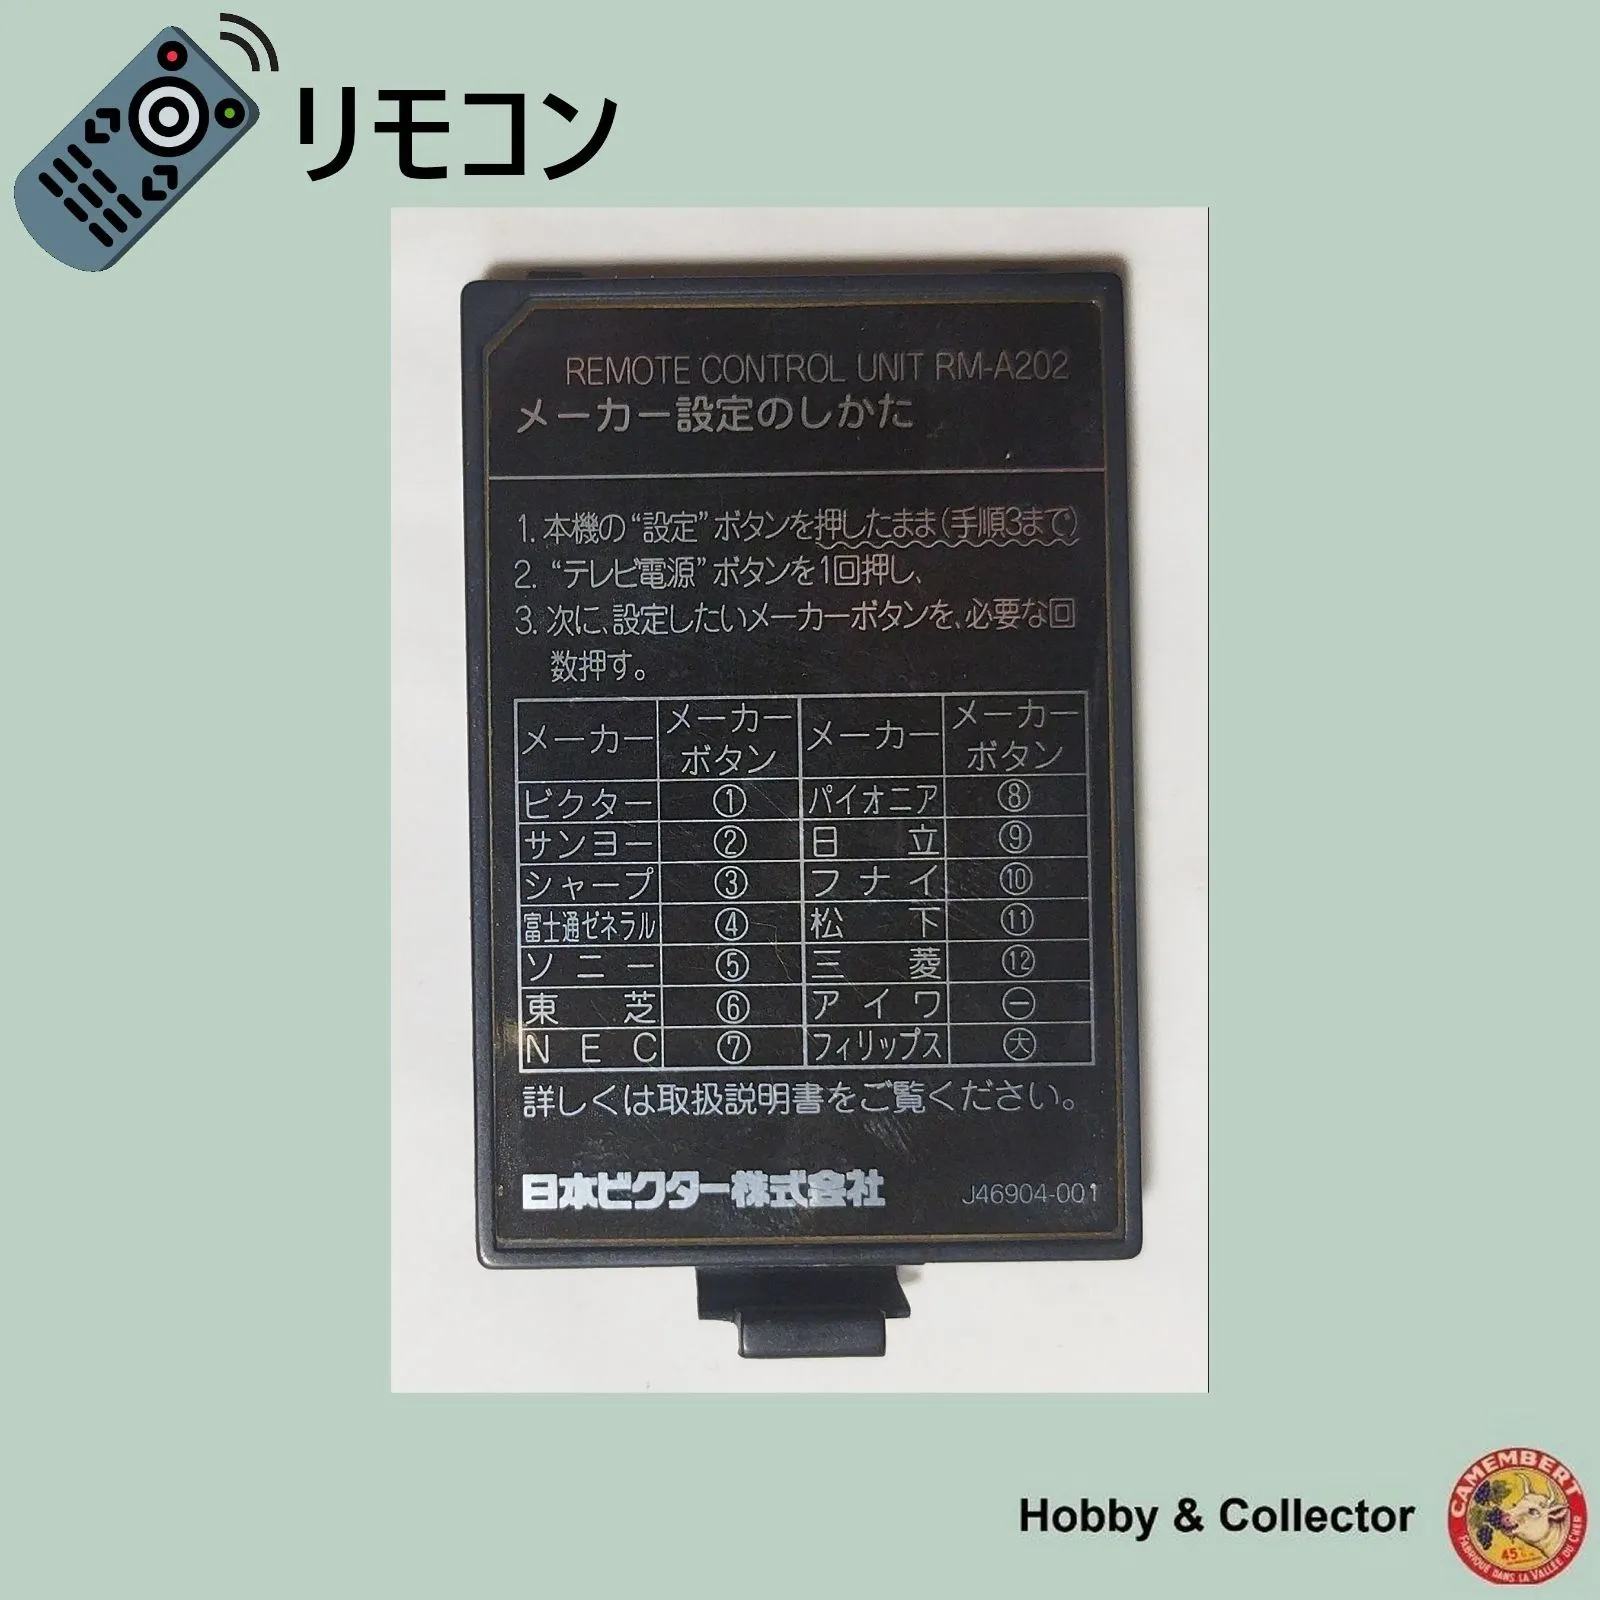 リモコン
REMOTE CONTROL UNIT RM-A202
メーカー設定のしかた
1. 本機の“設定”ボタンを押したまま(手順3まで)
2. “テレビ電源”ボタンを1回押し、
3. 次に、設定したいメーカーボタンを、必要な回
数押す。
メーカー メーカーボタン メーカー メーカーボタン
ビクター ① パイオニア ⑧
サンヨー ② 日立 ⑨
シャープ ③ フナイ ⑩
富士通ゼネラル ④ 松下 ⑪
ソニー ⑤ 三菱 ⑫
東芝 ⑥ アイワ ㊀
NEC ⑦ フィリップス 大
詳しくは取扱説明書をご覧ください。
日本ビクター株式会社 J46904-001
Hobby & Collector
CAMEMBERT
45%
FABRIQUÉ DANS LA VALLÉE DU CHER